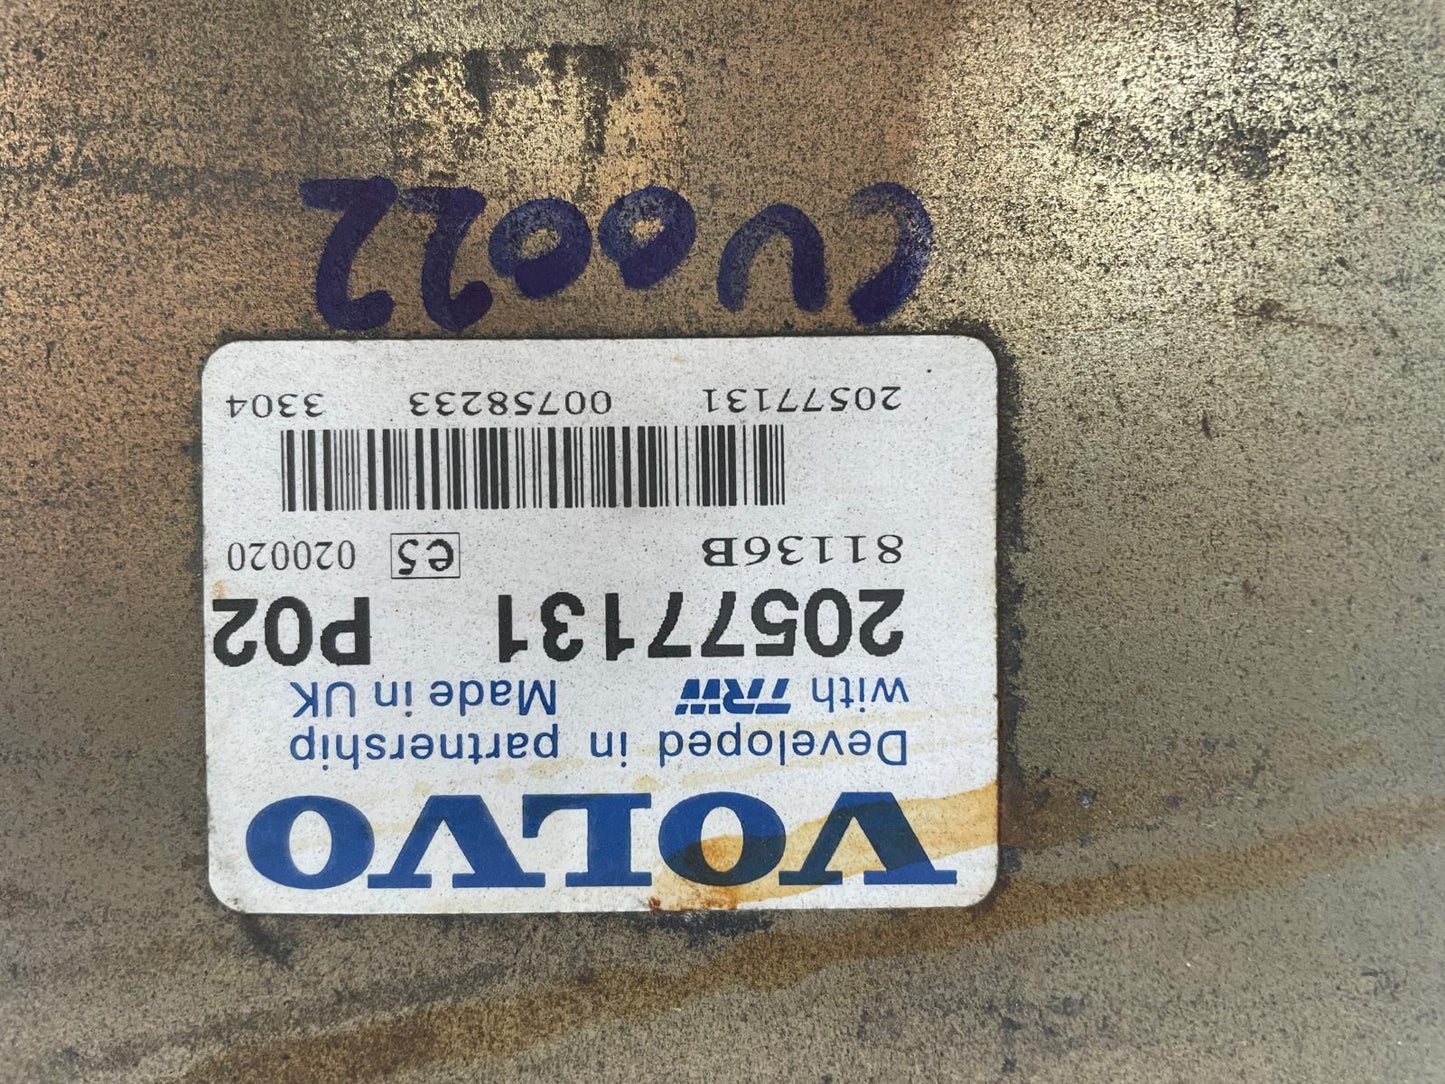 VOLVO
Developed in partnership
with TRW Made in UK
20577131 P02
81136B e5 020020
20577131 00758233 3304
CU0022